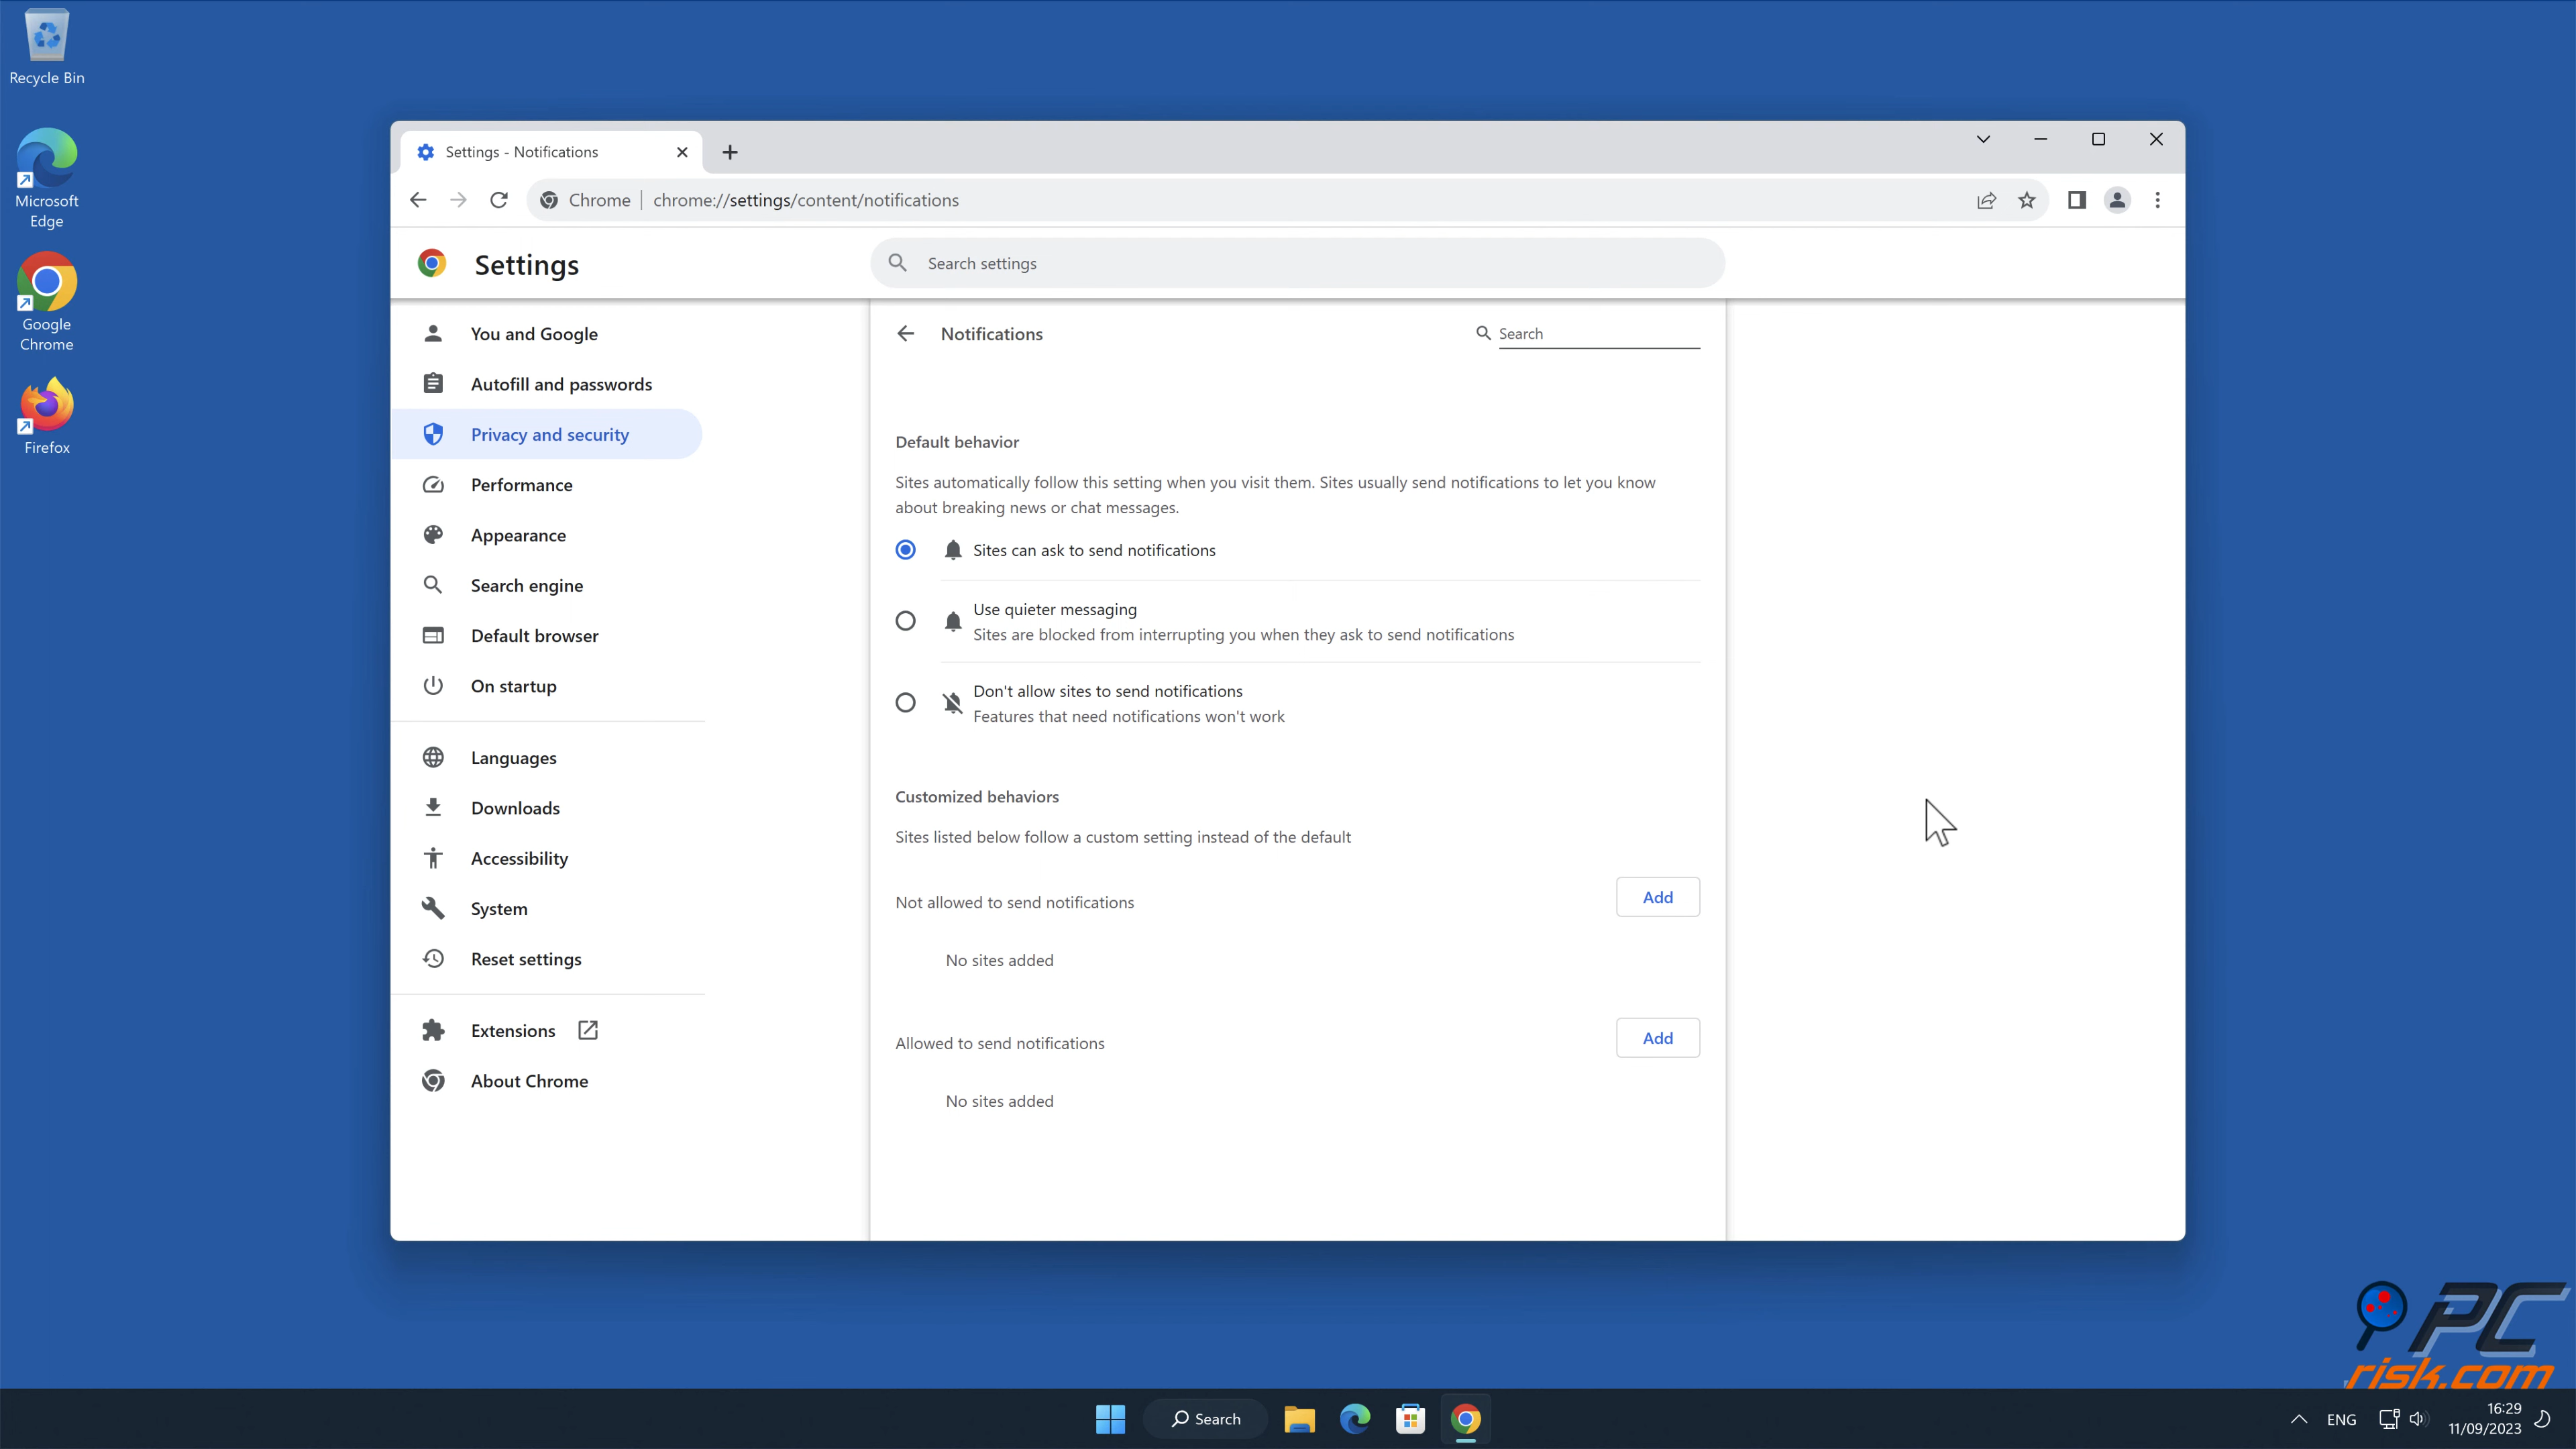 Recycle Bin
Microsoft
Edge
Google
Chrome
Firefox
Settings - Notifications
Chrome
chrome://settings/content/notifications
Settings
Search settings
You and Google
Autofill and passwords
Privacy and security
Performance
Appearance
Search engine
Default browser
On startup
Languages
Downloads
Accessibility
System
Reset settings
Extensions
About Chrome
Notifications
Search
Default behavior
Sites automatically follow this setting when you visit them. Sites usually send notifications to let you know
about breaking news or chat messages.
Sites can ask to send notifications
Use quieter messaging
Sites are blocked from interrupting you when they ask to send notifications
Don't allow sites to send notifications
Features that need notifications won't work
Customized behaviors
Sites listed below follow a custom setting instead of the default
Not allowed to send notifications
Add
No sites added
Allowed to send notifications
Add
No sites added
PC
risk.com
Search
ENG
16:29
11/09/2023